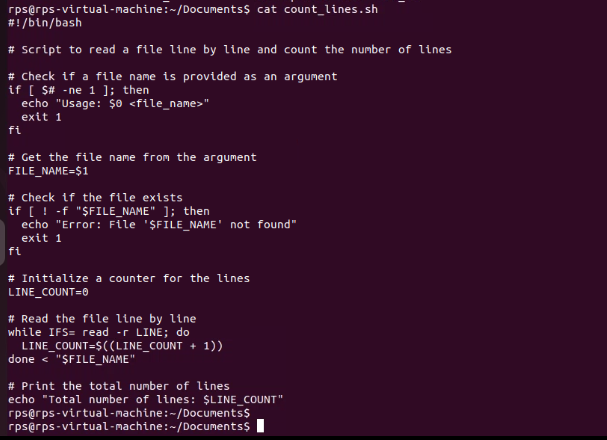 rps@rps-virtual-machine:~/Documents$ cat count_lines.sh
#!/bin/bash

# Script to read a file line by line and count the number of lines

# Check if a file name is provided as an argument
if [ $# -ne 1 ]; then
  echo "Usage: $0 <file_name>"
  exit 1
fi

# Get the file name from the argument
FILE_NAME=$1

# Check if the file exists
if [ ! -f "$FILE_NAME" ]; then
  echo "Error: File '$FILE_NAME' not found"
  exit 1
fi

# Initialize a counter for the lines
LINE_COUNT=0

# Read the file line by line
while IFS= read -r LINE; do
  LINE_COUNT=$((LINE_COUNT + 1))
done < "$FILE_NAME"

# Print the total number of lines
echo "Total number of lines: $LINE_COUNT"
rps@rps-virtual-machine:~/Documents$
rps@rps-virtual-machine:~/Documents$